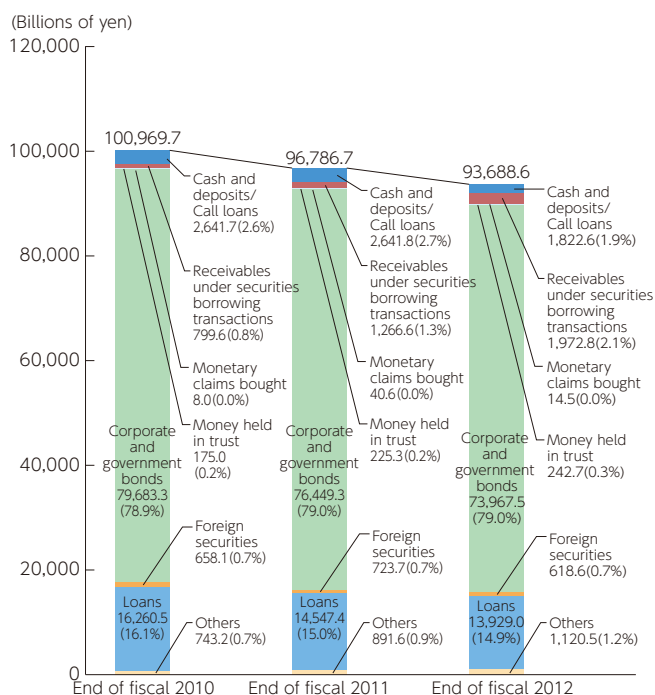 (Billions of yen)
120,000
100,000
80,000
60,000
40,000
20,000
0
100,969.7
Cash and
deposits/
Call loans
2,641.7(2.6%)
Receivables
under securities
borrowing
transactions
799.6(0.8%)
Monetary
claims bought
8.0(0.0%)
Money held
in trust
175.0
(0.2%)
Corporate
and
government
bonds
79,683.3
(78.9%)
Foreign
securities
658.1(0.7%)
Loans
16,260.5
(16.1%)
Others
743.2(0.7%)
End of fiscal 2010
96,786.7
Cash and
deposits/
Call loans
2,641.8(2.7%)
Receivables
under securities
borrowing
transactions
1,266.6(1.3%)
Monetary
claims bought
40.6(0.0%)
Money held
in trust
225.3(0.2%)
Corporate
and
government
bonds
76,449.3
(79.0%)
Foreign
securities
723.7(0.7%)
Loans
14,547.4
(15.0%)
Others
891.6(0.9%)
End of fiscal 2011
93,688.6
Cash and
deposits/
Call loans
1,822.6(1.9%)
Receivables
under securities
borrowing
transactions
1,972.8(2.1%)
Monetary
claims bought
14.5(0.0%)
Money held
in trust
242.7(0.3%)
Corporate
and
government
bonds
73,967.5
(79.0%)
Foreign
securities
618.6(0.7%)
Loans
13,929.0
(14.9%)
Others
1,120.5(1.2%)
End of fiscal 2012